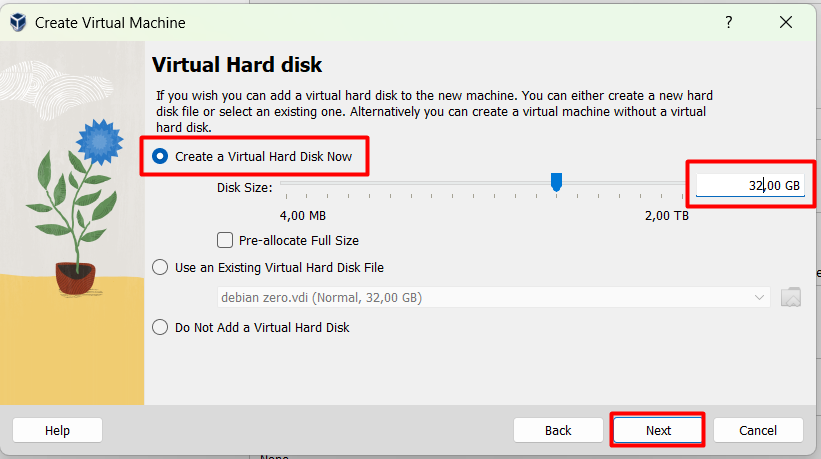 Create Virtual Machine
?
Virtual Hard disk
If you wish you can add a virtual hard disk to the new machine. You can either create a new hard
disk file or select an existing one. Alternatively you can create a virtual machine without a virtual
hard disk.
Create a Virtual Hard Disk Now
Disk Size:
32,00 GB
4,00 MB
2,00 TB
Pre-allocate Full Size
Use an Existing Virtual Hard Disk File
debian zero.vdi (Normal, 32,00 GB)
Do Not Add a Virtual Hard Disk
Help
Back
Next
Cancel